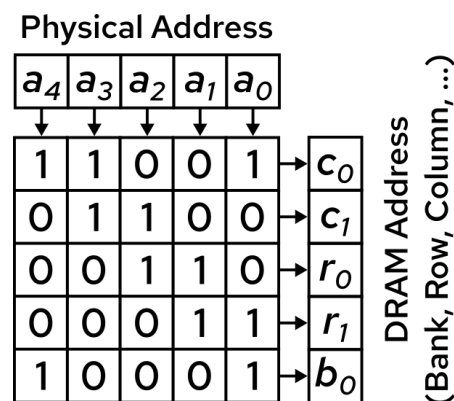 Physical Address
a4 a3 a2 a1 a0
1 1 0 0 1 c0
0 1 1 0 0 c1
0 0 1 1 0 r0
0 0 0 1 1 r1
1 0 0 0 1 b0
DRAM Address
(Bank, Row, Column, ...)